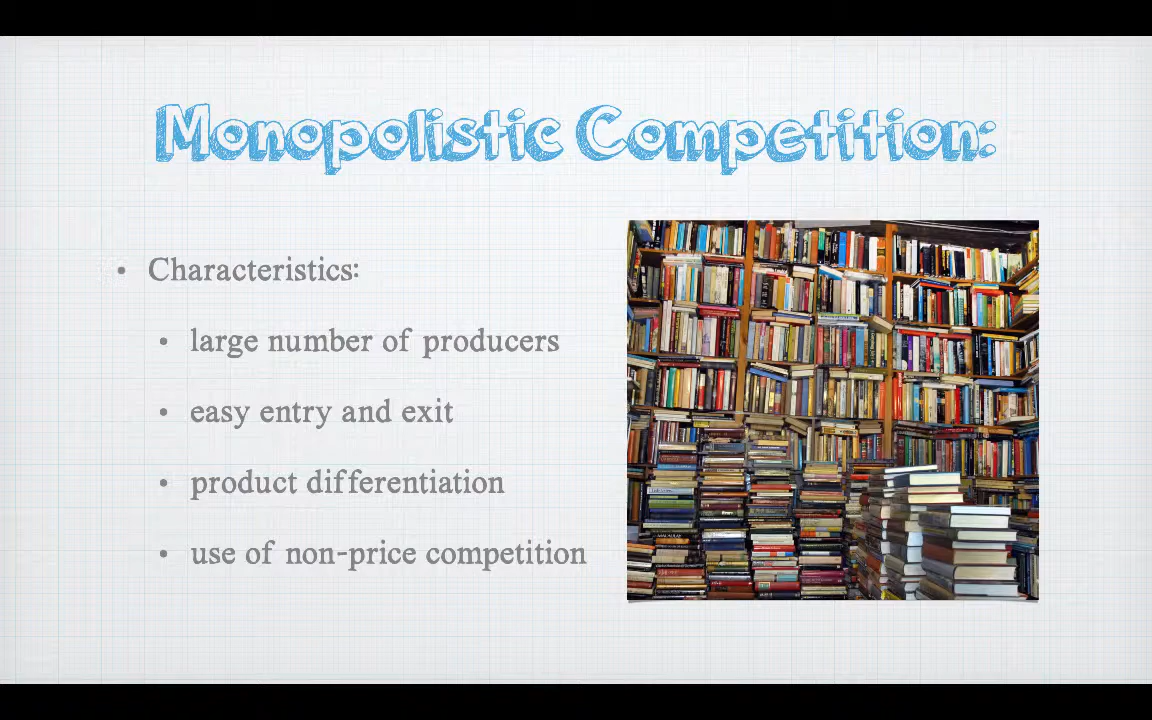 Monopolistic Competition:
• Characteristics:
• large number of producers
• easy entry and exit
• product differentiation
• use of non-price competition